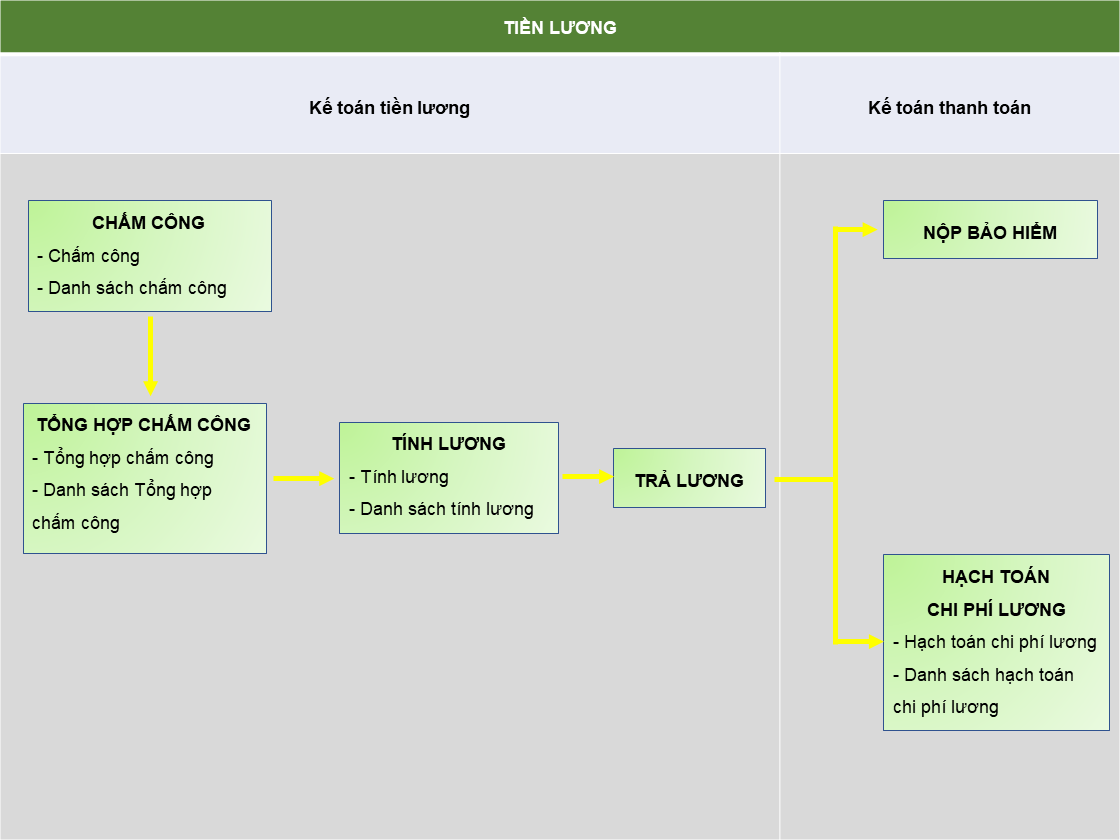 TIỀN LƯƠNG
Kế toán tiền lương
Kế toán thanh toán
CHẤM CÔNG
- Chấm công
- Danh sách chấm công
TỔNG HỢP CHẤM CÔNG
- Tổng hợp chấm công
- Danh sách Tổng hợp
chấm công
TÍNH LƯƠNG
- Tính lương
- Danh sách tính lương
TRẢ LƯƠNG
NỘP BẢO HIỂM
HẠCH TOÁN
CHI PHÍ LƯƠNG
- Hạch toán chi phí lương
- Danh sách hạch toán
chi phí lương